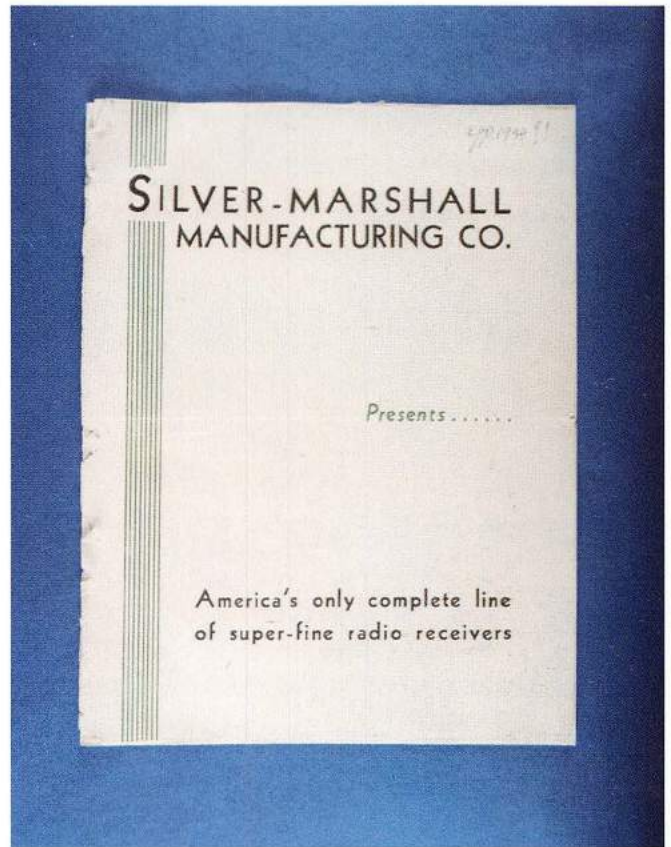 SILVER-MARSHALL
MANUFACTURING CO.
Presents......
America's only complete line
of super-fine radio receivers